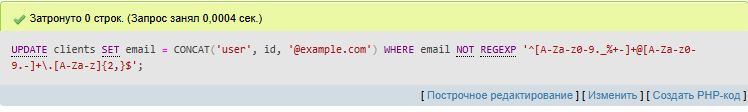 Затронуто 0 строк. (Запрос занял 0,0004 сек.)
UPDATE clients SET email = CONCAT('user', id, '@example.com') WHERE email NOT REGEXP '^[A-Za-z0-9._%+-]+@[A-Za-z0-
9.-]+\.[A-Za-z]{2,}$';
[ Построчное редактирование ] [ Изменить ] [ Создать PHP-код ]